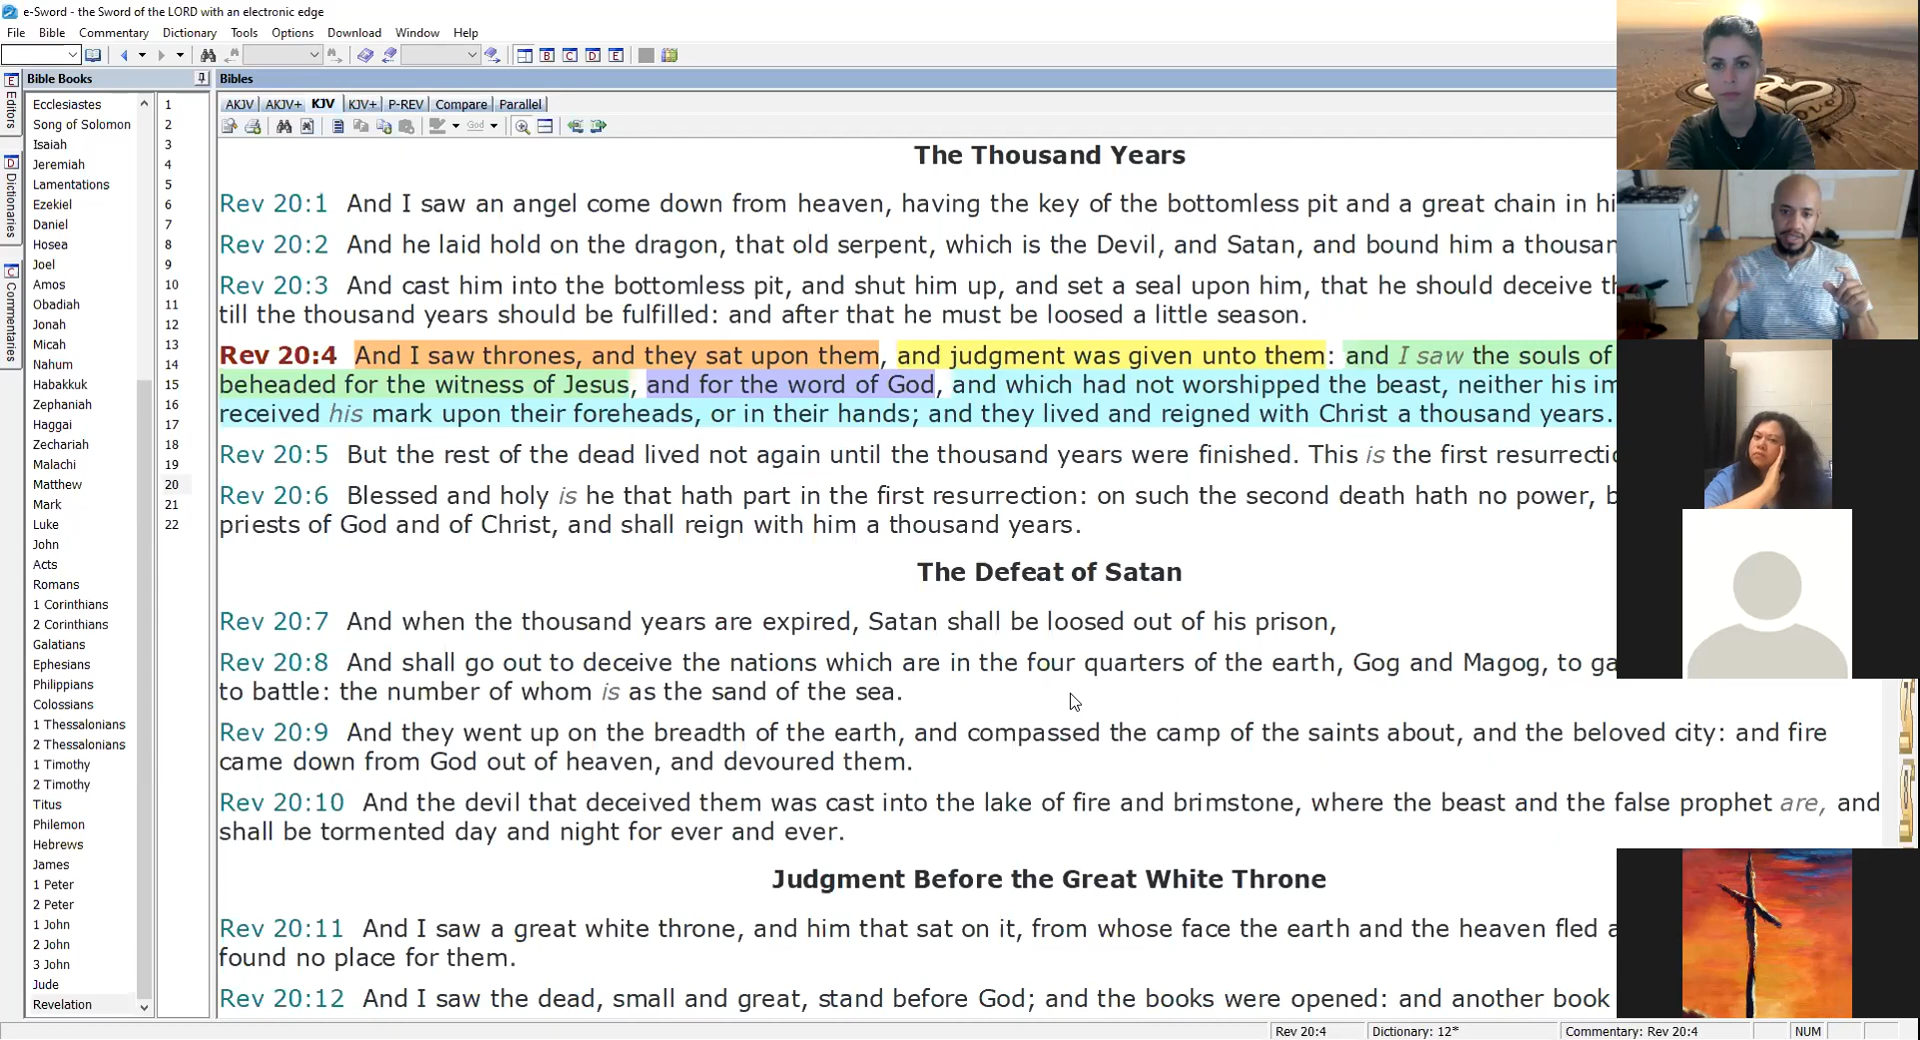 e-Sword - the Sword of the LORD with an electronic edge
File Bible Commentary Dictionary Tools Options Download Window Help
Bible Books
Bibles
Editors
Dictionaries
Commentaries
AKJV AKJV+ KJV KJV+ P-REV Compare Parallel
God
Ecclesiastes 1
Song of Solomon 2
Isaiah 3
Jeremiah 4
Lamentations 5
Ezekiel 6
Daniel 7
Hosea 8
Joel 9
Amos 10
Obadiah 11
Jonah 12
Micah 13
Nahum 14
Habakkuk 15
Zephaniah 16
Haggai 17
Zechariah 18
Malachi 19
Matthew 20
Mark 21
Luke 22
John
Acts
Romans
1 Corinthians
2 Corinthians
Galatians
Ephesians
Philippians
Colossians
1 Thessalonians
2 Thessalonians
1 Timothy
2 Timothy
Titus
Philemon
Hebrews
James
1 Peter
2 Peter
1 John
2 John
3 John
Jude
Revelation
The Thousand Years
Rev 20:1 And I saw an angel come down from heaven, having the key of the bottomless pit and a great chain in hi
Rev 20:2 And he laid hold on the dragon, that old serpent, which is the Devil, and Satan, and bound him a thousan
Rev 20:3 And cast him into the bottomless pit, and shut him up, and set a seal upon him, that he should deceive th
till the thousand years should be fulfilled: and after that he must be loosed a little season.
Rev 20:4 And I saw thrones, and they sat upon them, and judgment was given unto them: and I saw the souls of
beheaded for the witness of Jesus, and for the word of God, and which had not worshipped the beast, neither his im
received his mark upon their foreheads, or in their hands; and they lived and reigned with Christ a thousand years.
Rev 20:5 But the rest of the dead lived not again until the thousand years were finished. This is the first resurrectio
Rev 20:6 Blessed and holy is he that hath part in the first resurrection: on such the second death hath no power, b
priests of God and of Christ, and shall reign with him a thousand years.
The Defeat of Satan
Rev 20:7 And when the thousand years are expired, Satan shall be loosed out of his prison,
Rev 20:8 And shall go out to deceive the nations which are in the four quarters of the earth, Gog and Magog, to ga
to battle: the number of whom is as the sand of the sea.
Rev 20:9 And they went up on the breadth of the earth, and compassed the camp of the saints about, and the beloved city: and fire
came down from God out of heaven, and devoured them.
Rev 20:10 And the devil that deceived them was cast into the lake of fire and brimstone, where the beast and the false prophet are, and
shall be tormented day and night for ever and ever.
Judgment Before the Great White Throne
Rev 20:11 And I saw a great white throne, and him that sat on it, from whose face the earth and the heaven fled a
found no place for them.
Rev 20:12 And I saw the dead, small and great, stand before God; and the books were opened: and another book
Rev 20:4 Dictionary: 12* Commentary: Rev 20:4 NUM